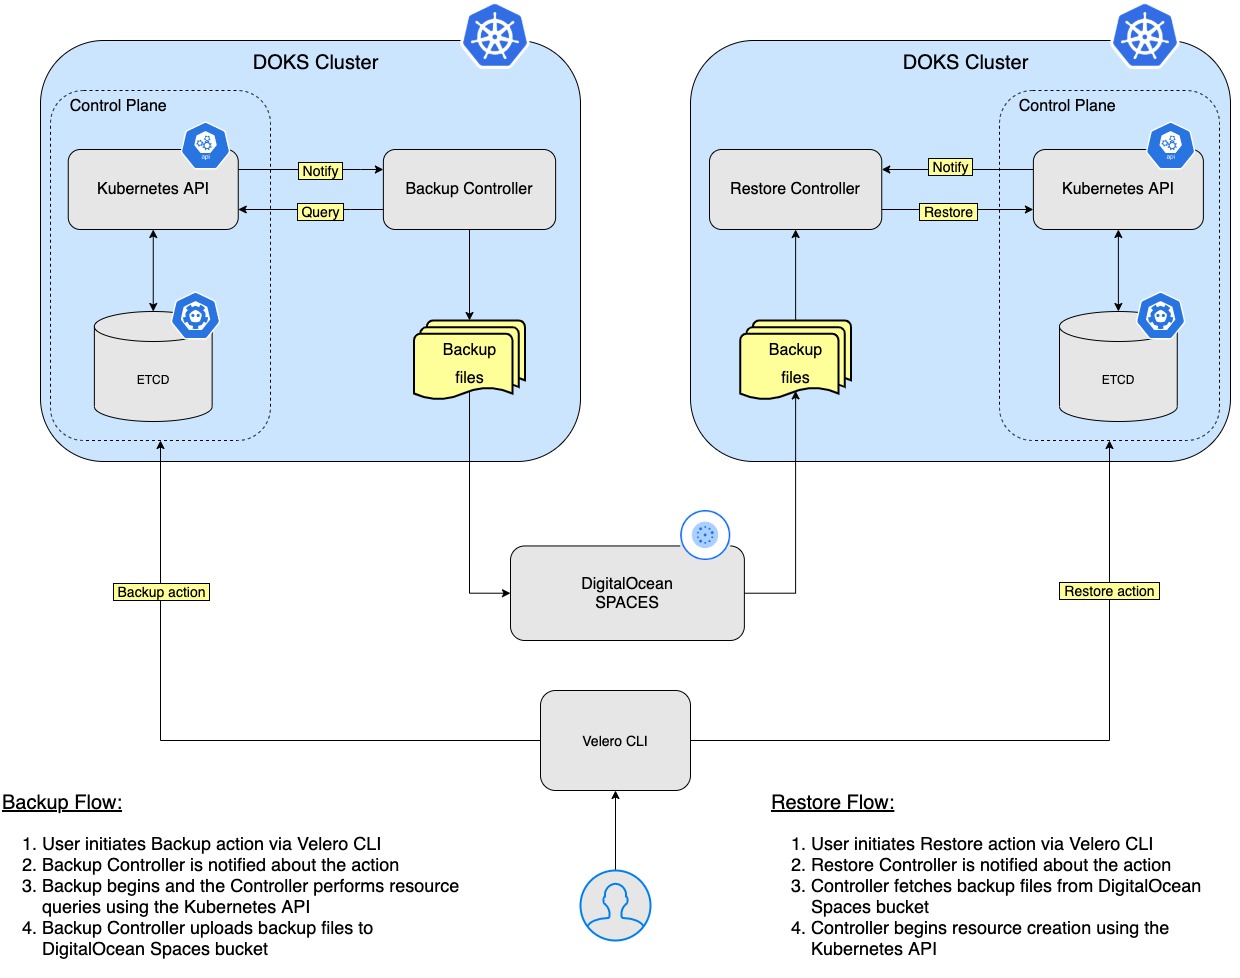 DOKS Cluster
Control Plane
api
Kubernetes API
Notify
Query
Backup Controller
ETCD
Backup
files
DOKS Cluster
Control Plane
api
Restore Controller
Notify
Restore
Kubernetes API
Backup
files
ETCD
DigitalOcean
SPACES
Backup action
Restore action
Velero CLI
Backup Flow:
1. User initiates Backup action via Velero CLI
2. Backup Controller is notified about the action
3. Backup begins and the Controller performs resource
queries using the Kubernetes API
4. Backup Controller uploads backup files to
DigitalOcean Spaces bucket
Restore Flow:
1. User initiates Restore action via Velero CLI
2. Restore Controller is notified about the action
3. Controller fetches backup files from DigitalOcean
Spaces bucket
4. Controller begins resource creation using the
Kubernetes API